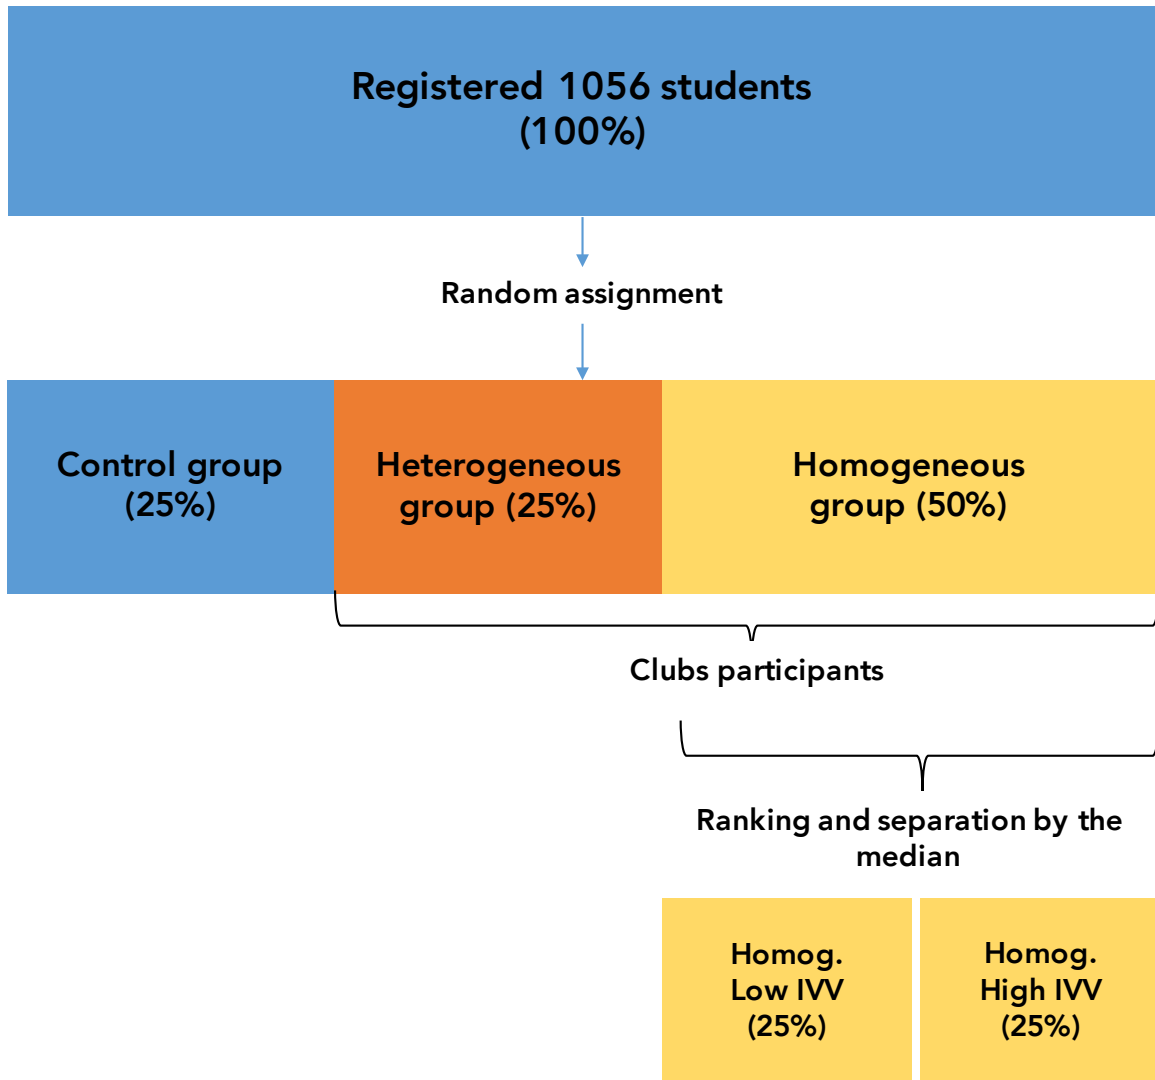 Registered 1056 students
(100%)
Random assignment
Control group
(25%)
Heterogeneous
group (25%)
Homogeneous
group (50%)
Clubs participants
Ranking and separation by the
median
Homog.
Low IVV
(25%)
Homog.
High IVV
(25%)